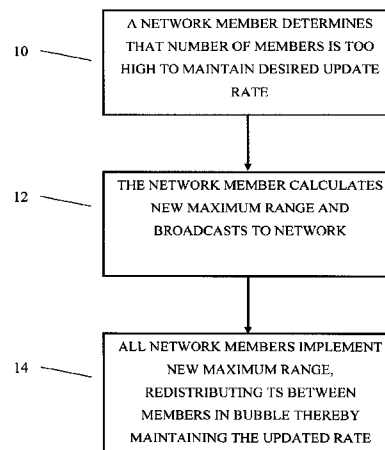 10
A NETWORK MEMBER DETERMINES
THAT NUMBER OF MEMBERS IS TOO
HIGH TO MAINTAIN DESIRED UPDATE
RATE
12
THE NETWORK MEMBER CALCULATES
NEW MAXIMUM RANGE AND
BROADCASTS TO NETWORK
14
ALL NETWORK MEMBERS IMPLEMENT
NEW MAXIMUM RANGE,
REDISTRIBUTING TS BETWEEN
MEMBERS IN BUBBLE THEREBY
MAINTAINING THE UPDATED RATE